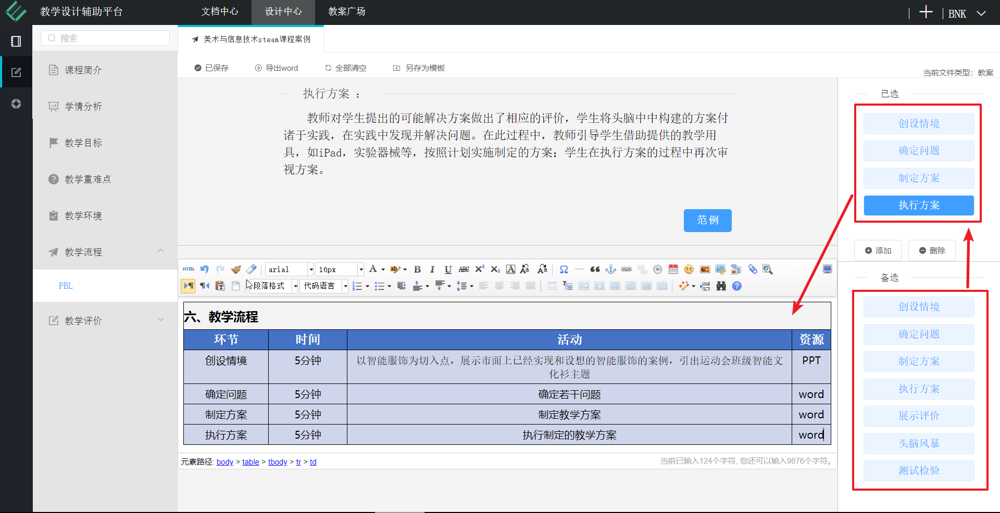 教学设计辅助平台
文档中心 设计中心 教案广场
BNK
搜索
美术与信息技术steam课程案例
已保存 导出word 全部清空 另存为模板
当前文件类型：教案
课程简介
学情分析
教学目标
教学重难点
教学环境
教学流程
PBL
教学评价
执行方案 ：
教师对学生提出的可能解决方案做出了相应的评价，学生将头脑中中构建的方案付
诸于实践，在实践中发现并解决问题。在此过程中，教师引导学生借助提供的教学用
具，如iPad，实验器械等，按照计划实施制定的方案；学生在执行方案的过程中再次审
视方案。
范例
HTML arial 16px
段落格式 代码语言
六、教学流程
环节 时间 活动 资源
创设情境 5分钟 以智能服饰为切入点，展示市面上已经实现和设想的智能服饰的案例，引出运动会班级智能文 PPT
化衫主题
确定问题 5分钟 确定若干问题 word
制定方案 5分钟 制定教学方案 word
执行方案 5分钟 执行制定的教学方案 word
元素路径: body > table > tbody > tr > td
当前已输入124个字符, 您还可以输入9876个字符。
已选
创设情境
确定问题
制定方案
执行方案
添加 删除
备选
创设情境
确定问题
制定方案
执行方案
展示评价
头脑风暴
测试检验